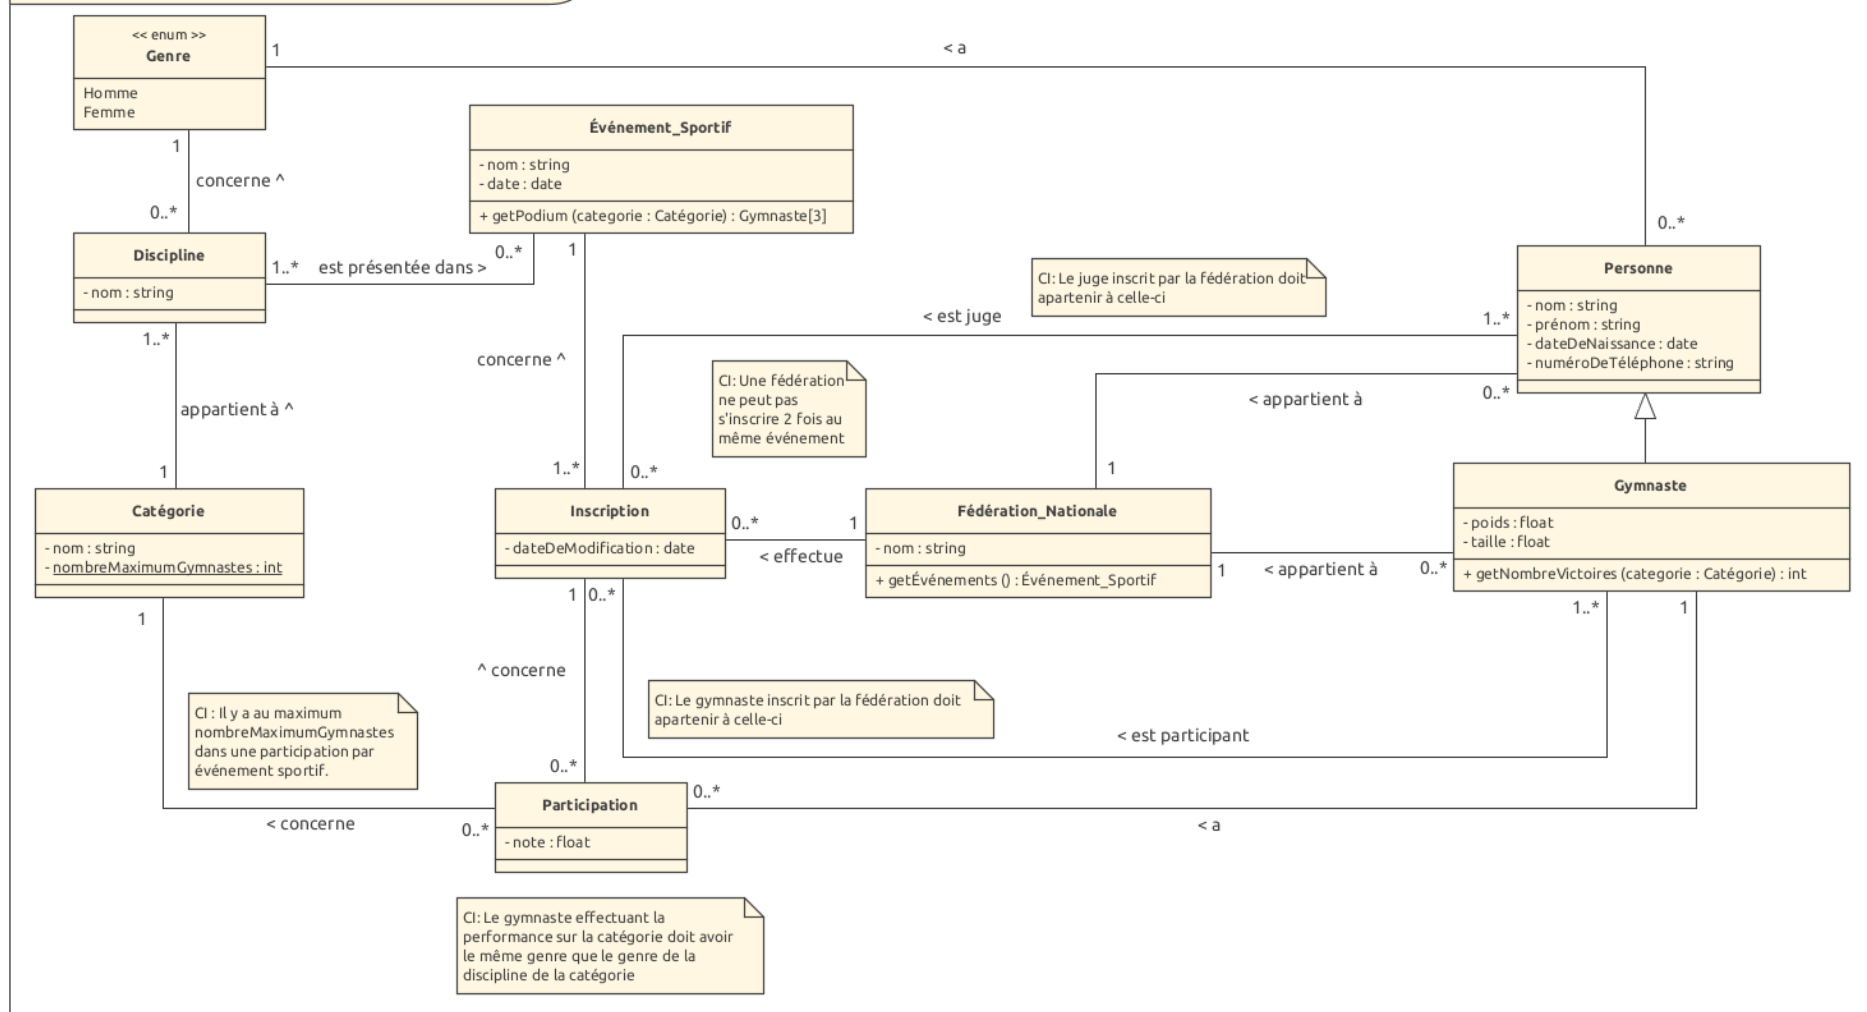 << enum >>
Genre
Homme
Femme
1
< a
0..*
1
concerne ^
0..*
Événement_Sportif
- nom : string
- date : date
+ getPodium (categorie : Catégorie) : Gymnaste[3]
Discipline
- nom : string
1..*
est présentée dans >
0..*
1
1..*
appartient à ^
1
concerne ^
1..*
CI: Le juge inscrit par la fédération doit
apartenir à celle-ci
< est juge
1..*
0..*
Personne
- nom : string
- prénom : string
- dateDeNaissance : date
- numéroDeTéléphone : string
CI: Une fédération
ne peut pas
s'inscrire 2 fois au
même événement
< appartient à
0..*
1
Catégorie
- nom : string
- nombreMaximumGymnastes : int
Inscription
- dateDeModification : date
0..*
1
< effectue
Fédération_Nationale
- nom : string
+ getÉvénements () : Événement_Sportif
1
< appartient à
0..*
Gymnaste
- poids : float
- taille : float
+ getNombreVictoires (categorie : Catégorie) : int
1
1
0..*
1..*
1
^ concerne
0..*
CI : Il y a au maximum
nombreMaximumGymnastes
dans une participation par
événement sportif.
CI: Le gymnaste inscrit par la fédération doit
apartenir à celle-ci
< est participant
< concerne
0..*
Participation
- note : float
0..*
< a
CI: Le gymnaste effectuant la
performance sur la catégorie doit avoir
le même genre que le genre de la
discipline de la catégorie